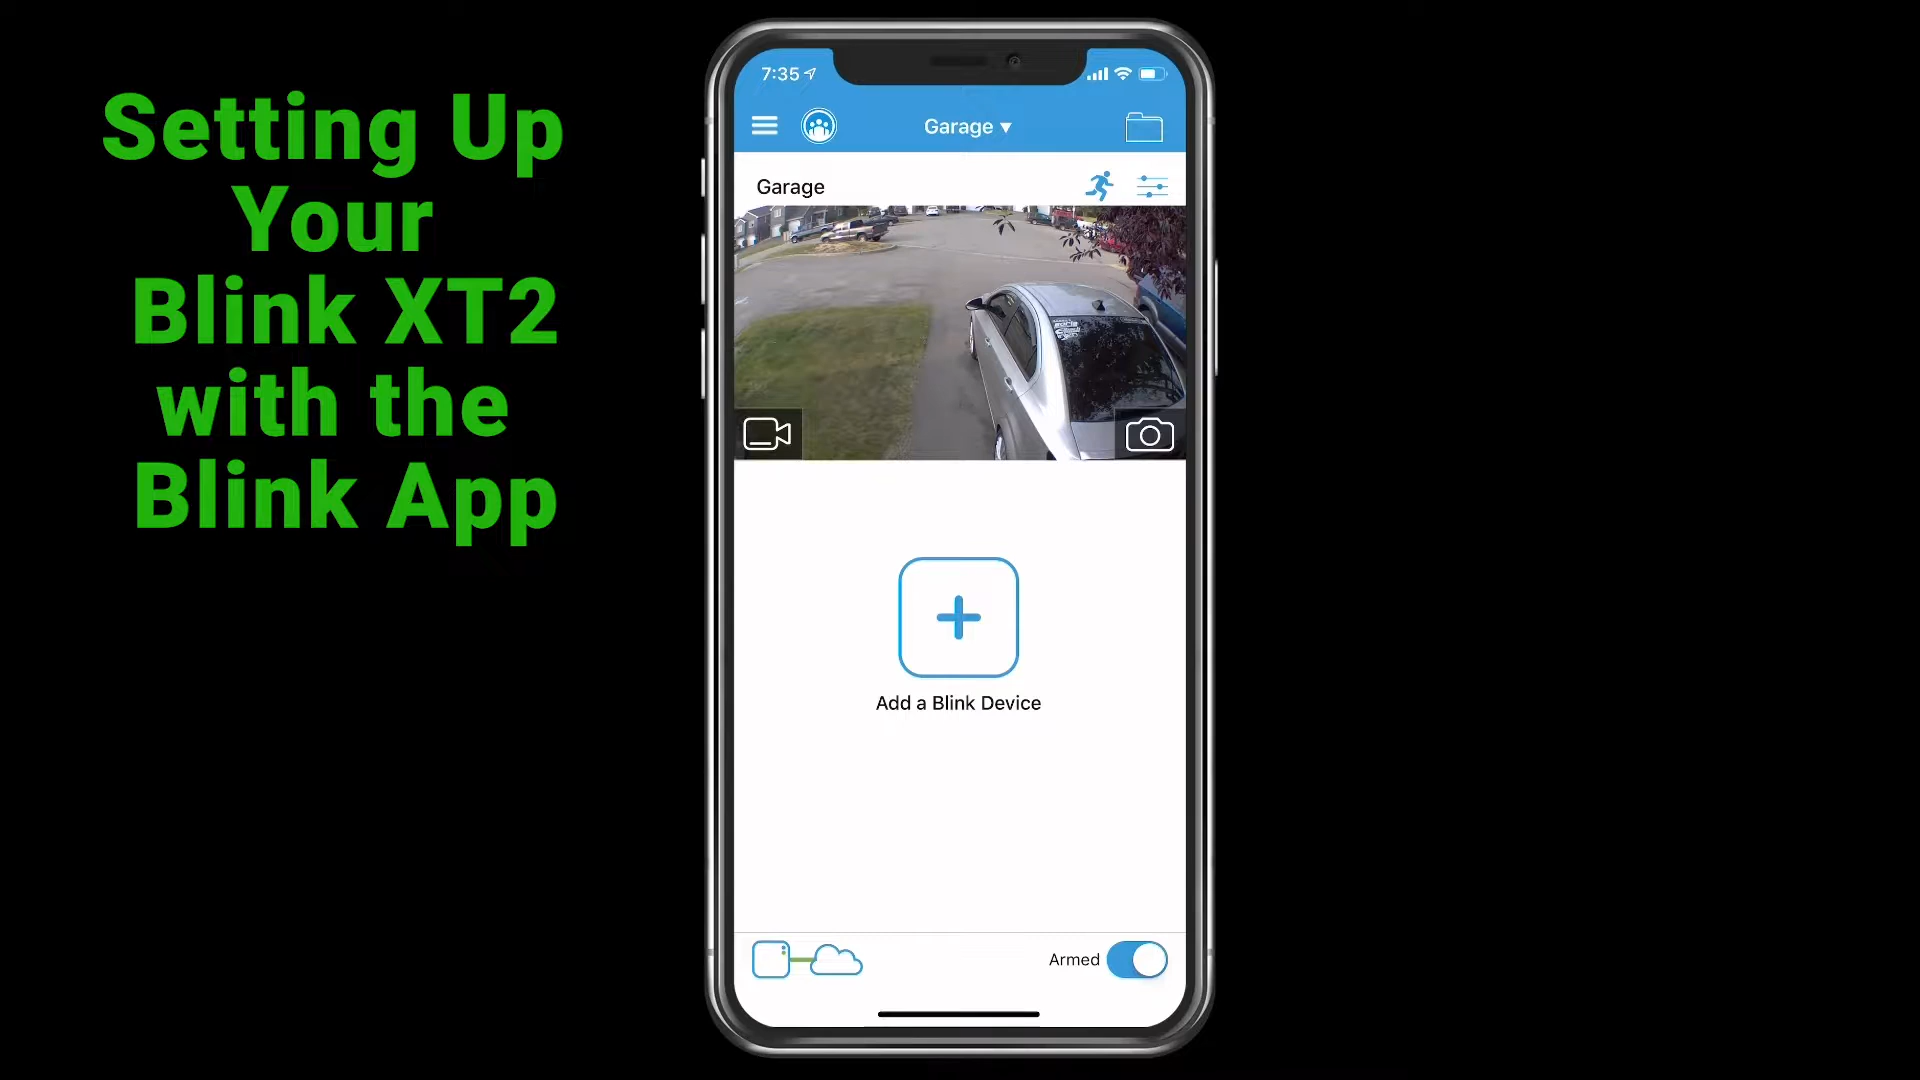 Setting Up
Your
Blink XT2
with the
Blink App
7:35
Garage ▼
Garage
Add a Blink Device
Armed